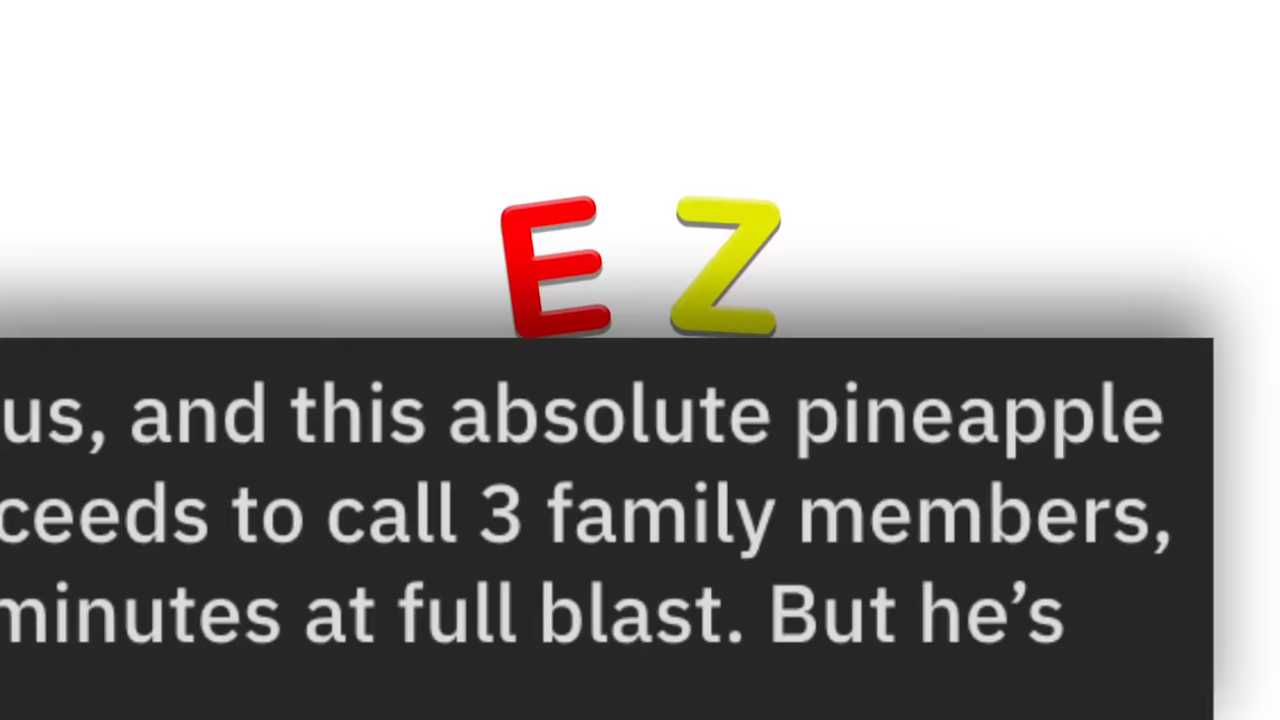 E Z
us, and this absolute pineapple
ceeds to call 3 family members,
minutes at full blast. But he’s